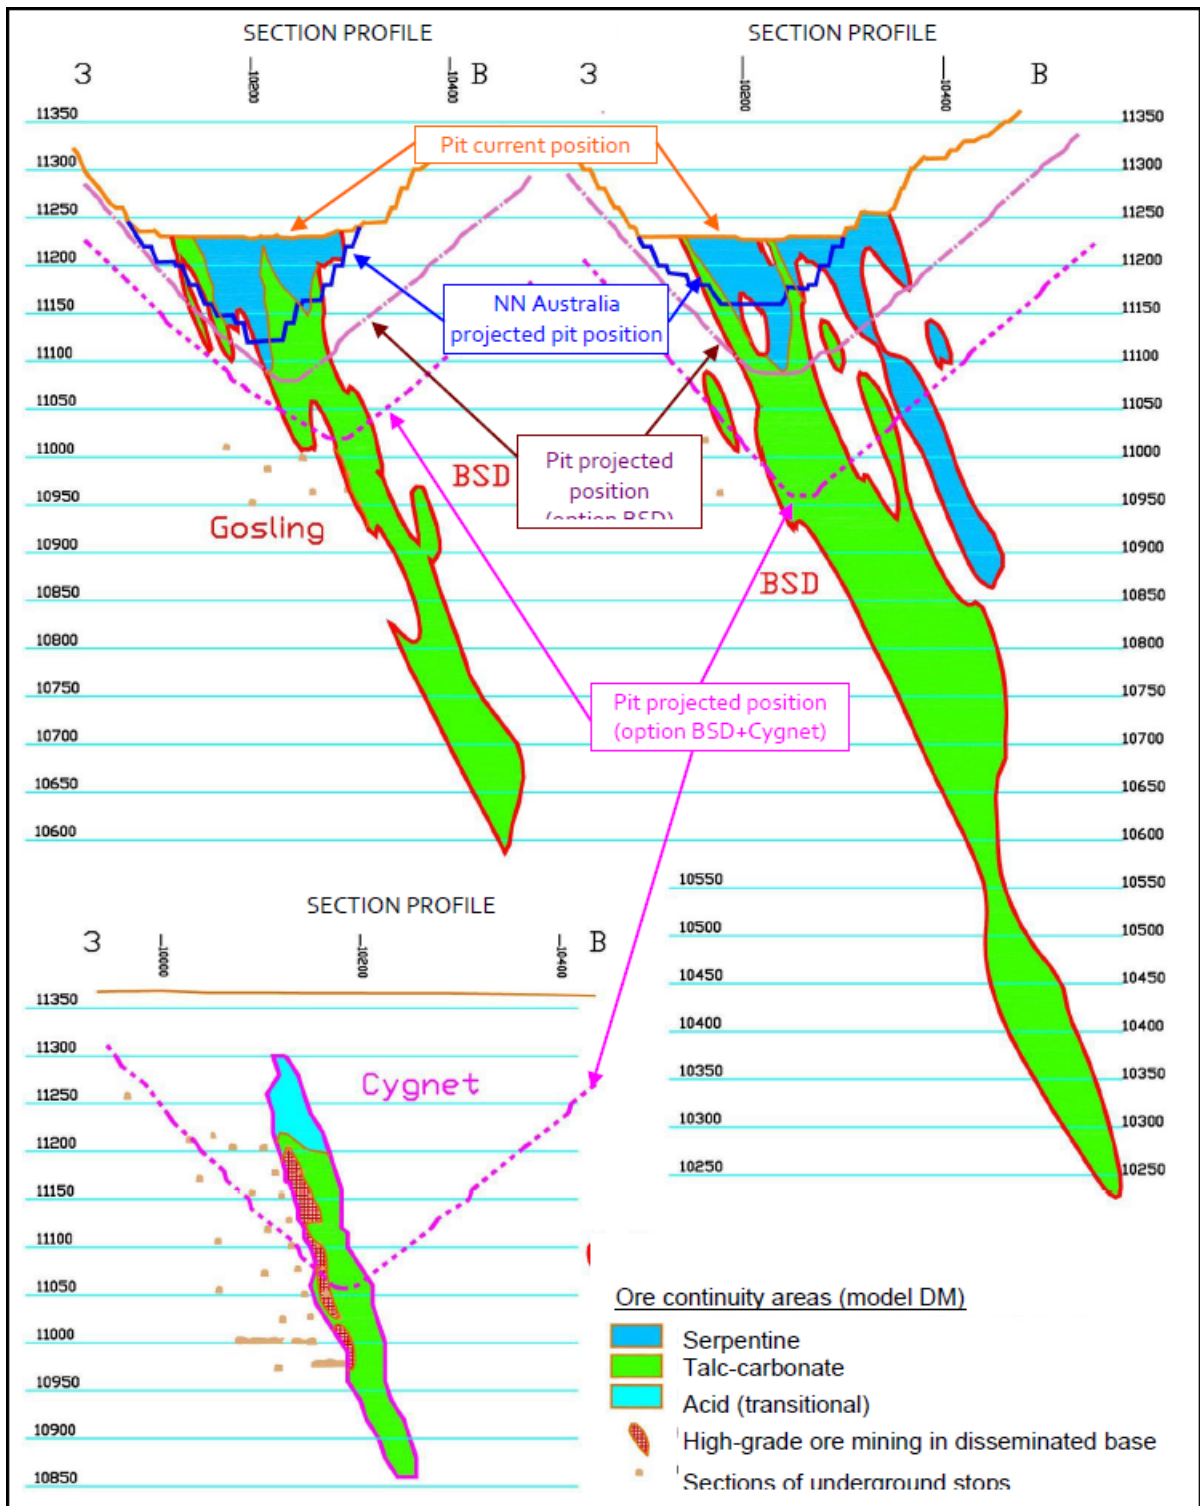 SECTION PROFILE
SECTION PROFILE
З
10200
10400
В
З
10200
10400
В
11350
11350
11300
11300
11250
11250
11200
11200
11150
11150
11100
11100
11050
11050
11000
11000
10950
10950
10900
10900
10850
10850
10800
10800
10750
10750
10700
10700
10650
10650
10600
10600
Pit current position
NN Australia
projected pit position
BSD
Pit projected
position
(option BSD)
Gosling
BSD
Pit projected position
(option BSD+Cygnet)
10550
10550
10500
10500
10450
10450
10400
10400
10350
10350
10300
10300
10250
10250
SECTION PROFILE
З
10000
10200
10400
В
11350
11300
Cygnet
11250
11200
11150
11100
11050
11000
10950
10900
10850
Ore continuity areas (model DM)
Serpentine
Talc-carbonate
Acid (transitional)
High-grade ore mining in disseminated base
Sections of underground stops